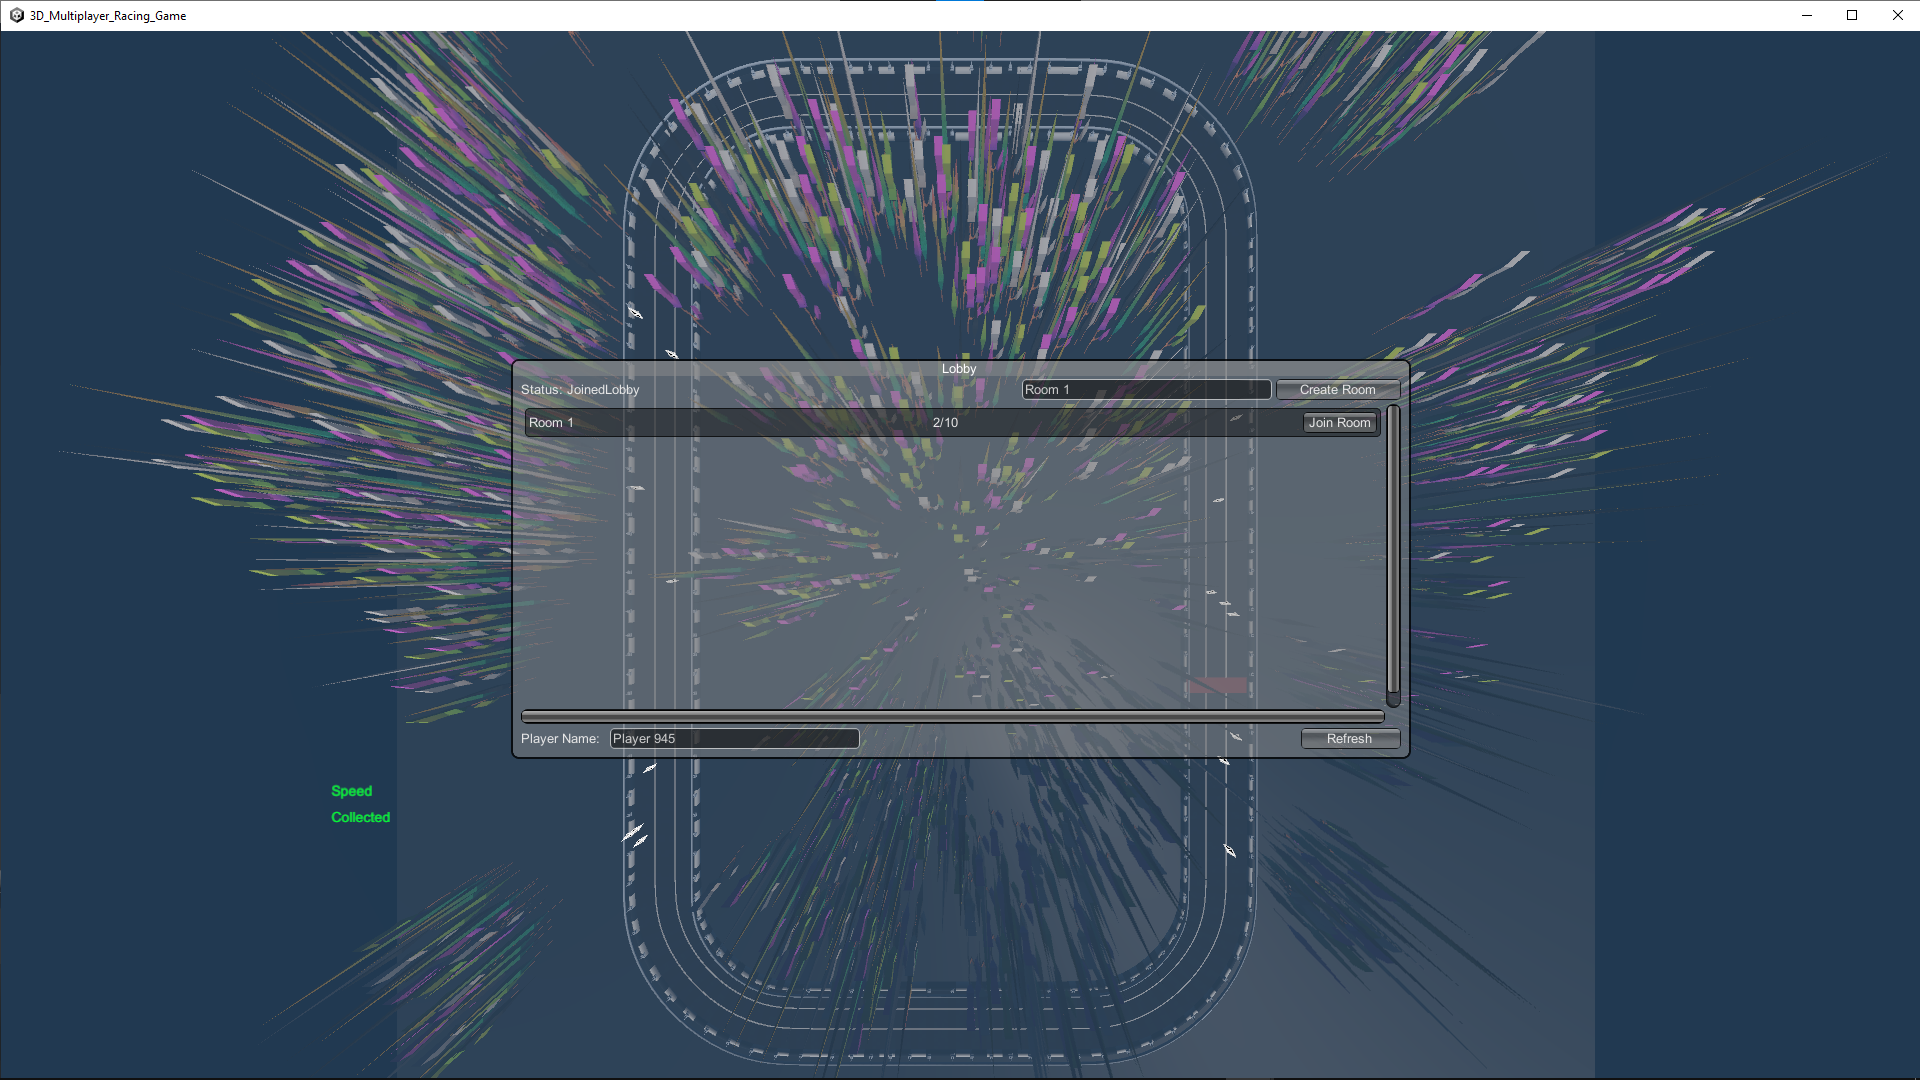 3D_Multiplayer_Racing_Game
Lobby
Status: JoinedLobby
Room 1
Create Room
Room 1 2/10 Join Room
Player Name: Player 945
Refresh
Speed
Collected